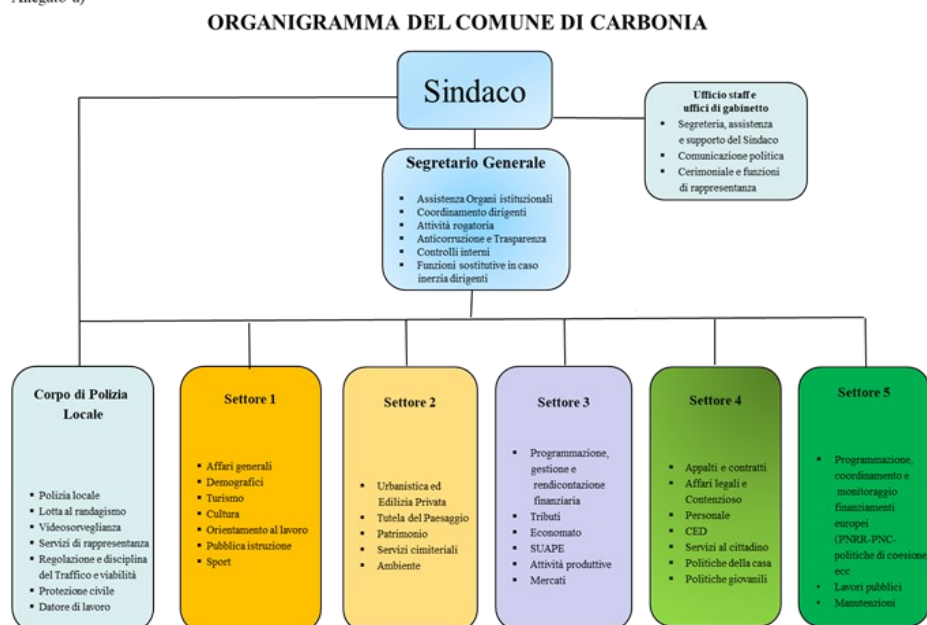 Allegato a)
ORGANIGRAMMA DEL COMUNE DI CARBONIA
Sindaco
Ufficio staff e
uffici di gabinetto
▪ Segreteria, assistenza
e supporto del Sindaco
▪ Comunicazione politica
▪ Cerimoniale e funzioni
di rappresentanza
Segretario Generale
▪ Assistenza Organi istituzionali
▪ Coordinamento dirigenti
▪ Attività rogatoria
▪ Anticorruzione e Trasparenza
▪ Controlli interni
▪ Funzioni sostitutive in caso
inerzia dirigenti
Corpo di Polizia
Locale
▪ Polizia locale
▪ Lotta al randagismo
▪ Videosorveglianza
▪ Servizi di rappresentanza
▪ Regolazione e disciplina
del Traffico e viabilità
▪ Protezione civile
▪ Datore di lavoro
Settore 1
▪ Affari generali
▪ Demografici
▪ Turismo
▪ Cultura
▪ Orientamento al lavoro
▪ Pubblica istruzione
▪ Sport
Settore 2
▪ Urbanistica ed
Edilizia Privata
▪ Tutela del Paesaggio
▪ Patrimonio
▪ Servizi cimiteriali
▪ Ambiente
Settore 3
▪ Programmazione,
gestione e
rendicontazione
finanziaria
▪ Tributi
▪ Economato
▪ SUAPE
▪ Attività produttive
▪ Mercati
Settore 4
▪ Appalti e contratti
▪ Affari legali e
Contenzioso
▪ Personale
▪ CED
▪ Servizi al cittadino
▪ Politiche della casa
▪ Politiche giovanili
Settore 5
▪ Programmazione,
coordinamento e
monitoraggio
finanziamenti
europei
(PNRR-PNC-
politiche di coesione
ecc
▪ Lavori pubblici
▪ Manutenzioni